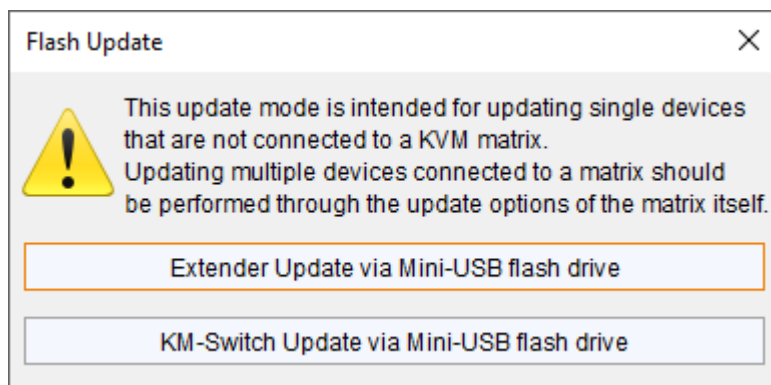 Flash Update
This update mode is intended for updating single devices
that are not connected to a KVM matrix.
Updating multiple devices connected to a matrix should
be performed through the update options of the matrix itself.
Extender Update via Mini-USB flash drive
KM-Switch Update via Mini-USB flash drive